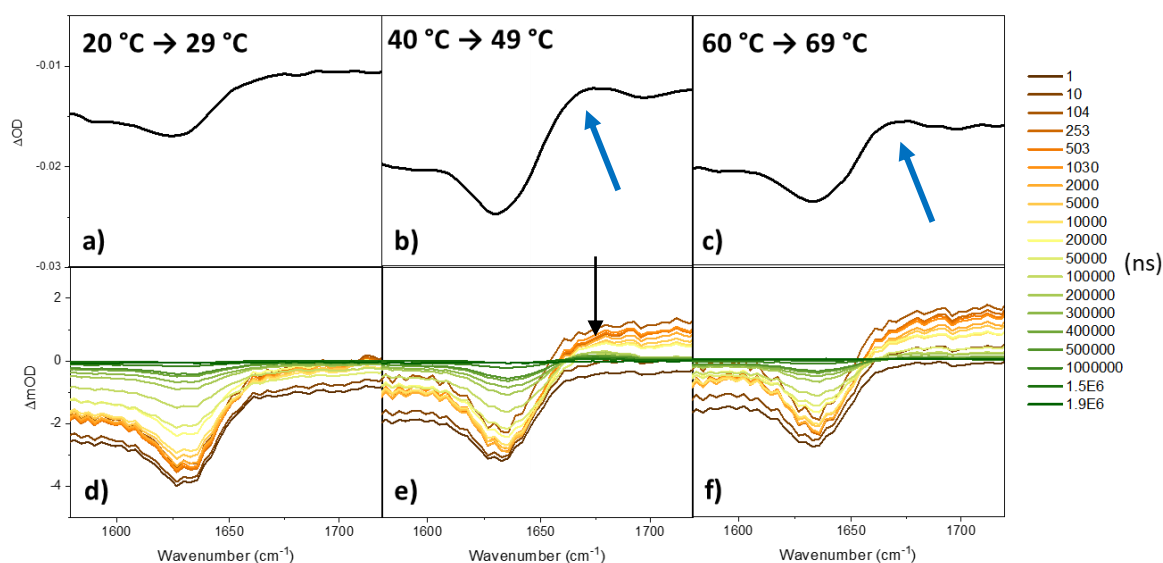 20 °C → 29 °C
40 °C → 49 °C
60 °C → 69 °C
-0.01
-0.02
-0.03
ΔOD
a)
b)
c)
2
0
-2
-4
ΔmOD
d)
e)
f)
1600
1650
1700
1600
1650
1700
1600
1650
1700
Wavenumber (cm-1)
Wavenumber (cm-1)
Wavenumber (cm-1)
1
10
104
253
503
1030
2000
5000
10000
20000
50000
100000
200000
300000
400000
500000
1000000
1.5E6
1.9E6
(ns)